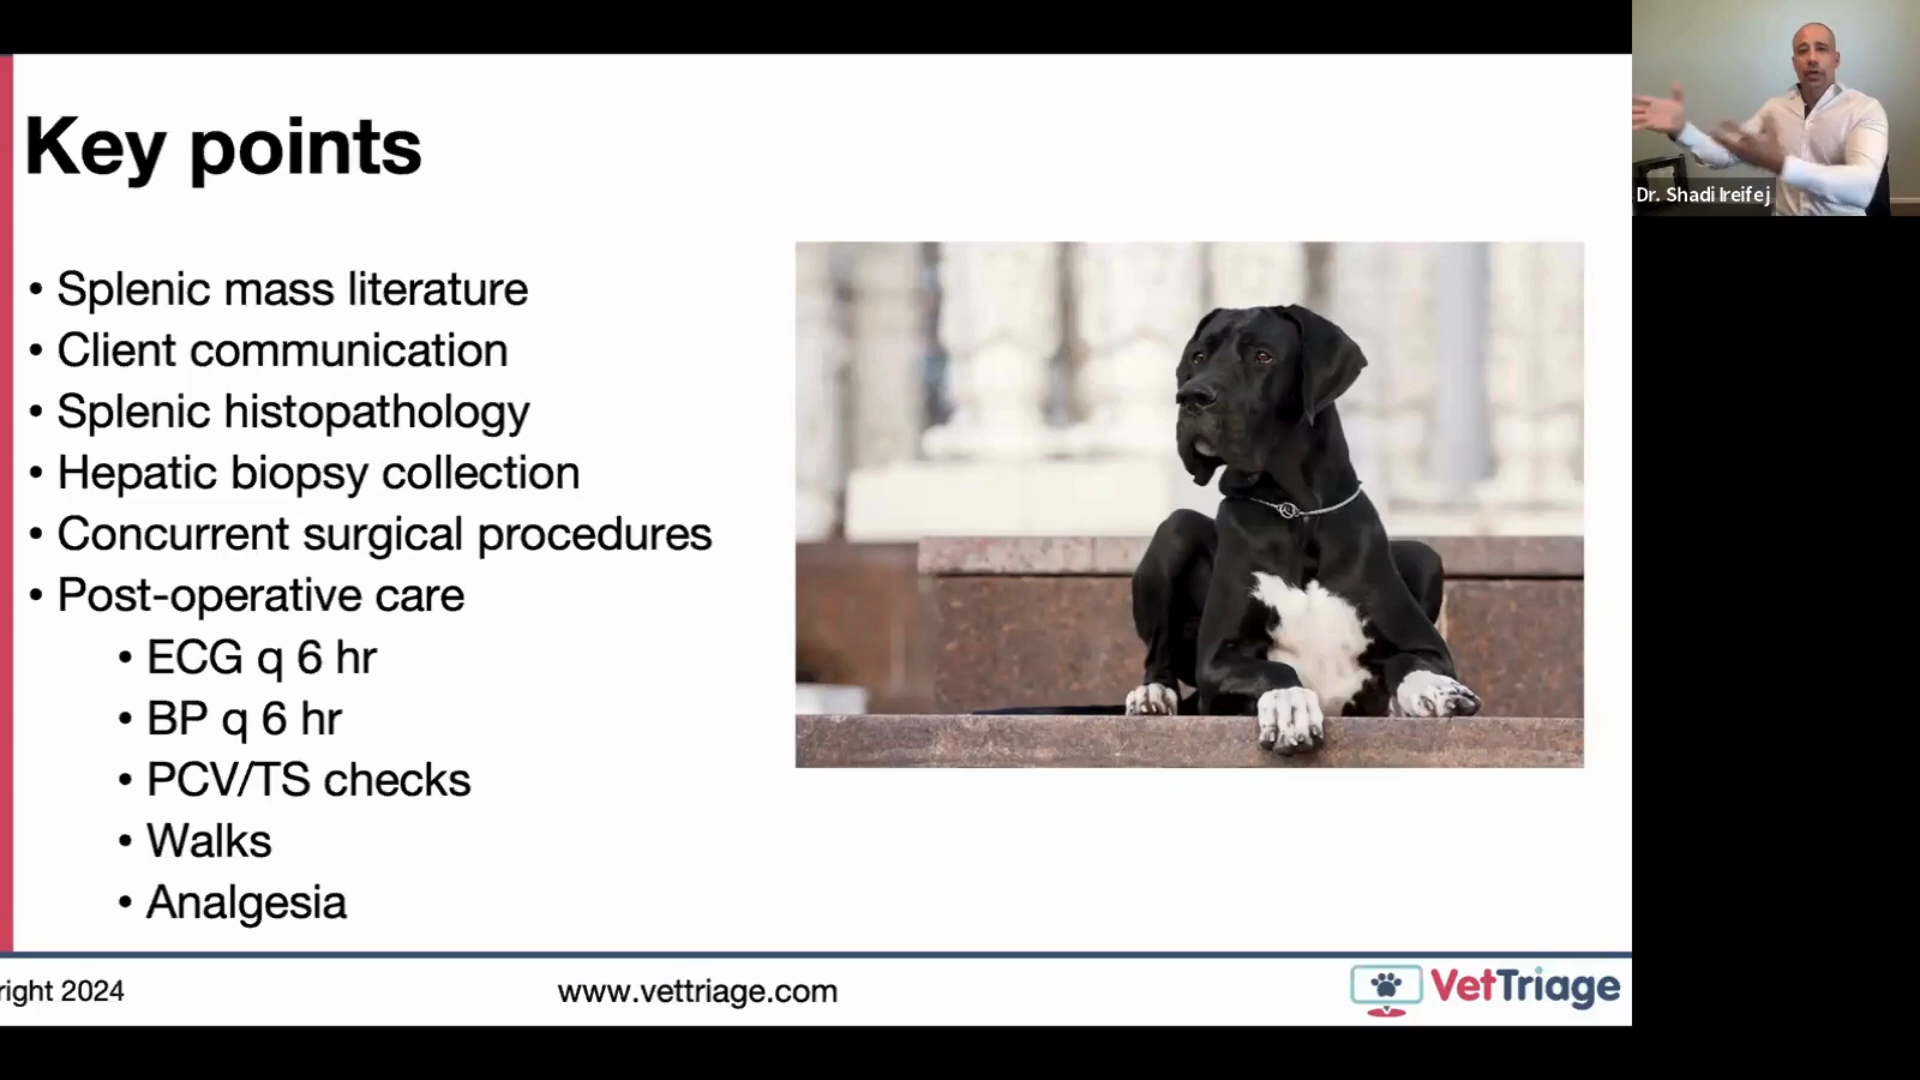 Key points
• Splenic mass literature
• Client communication
• Splenic histopathology
• Hepatic biopsy collection
• Concurrent surgical procedures
• Post-operative care
• ECG q 6 hr
• BP q 6 hr
• PCV/TS checks
• Walks
• Analgesia
right 2024
www.vettriage.com
VetTriage
Dr. Shadi Ireifej